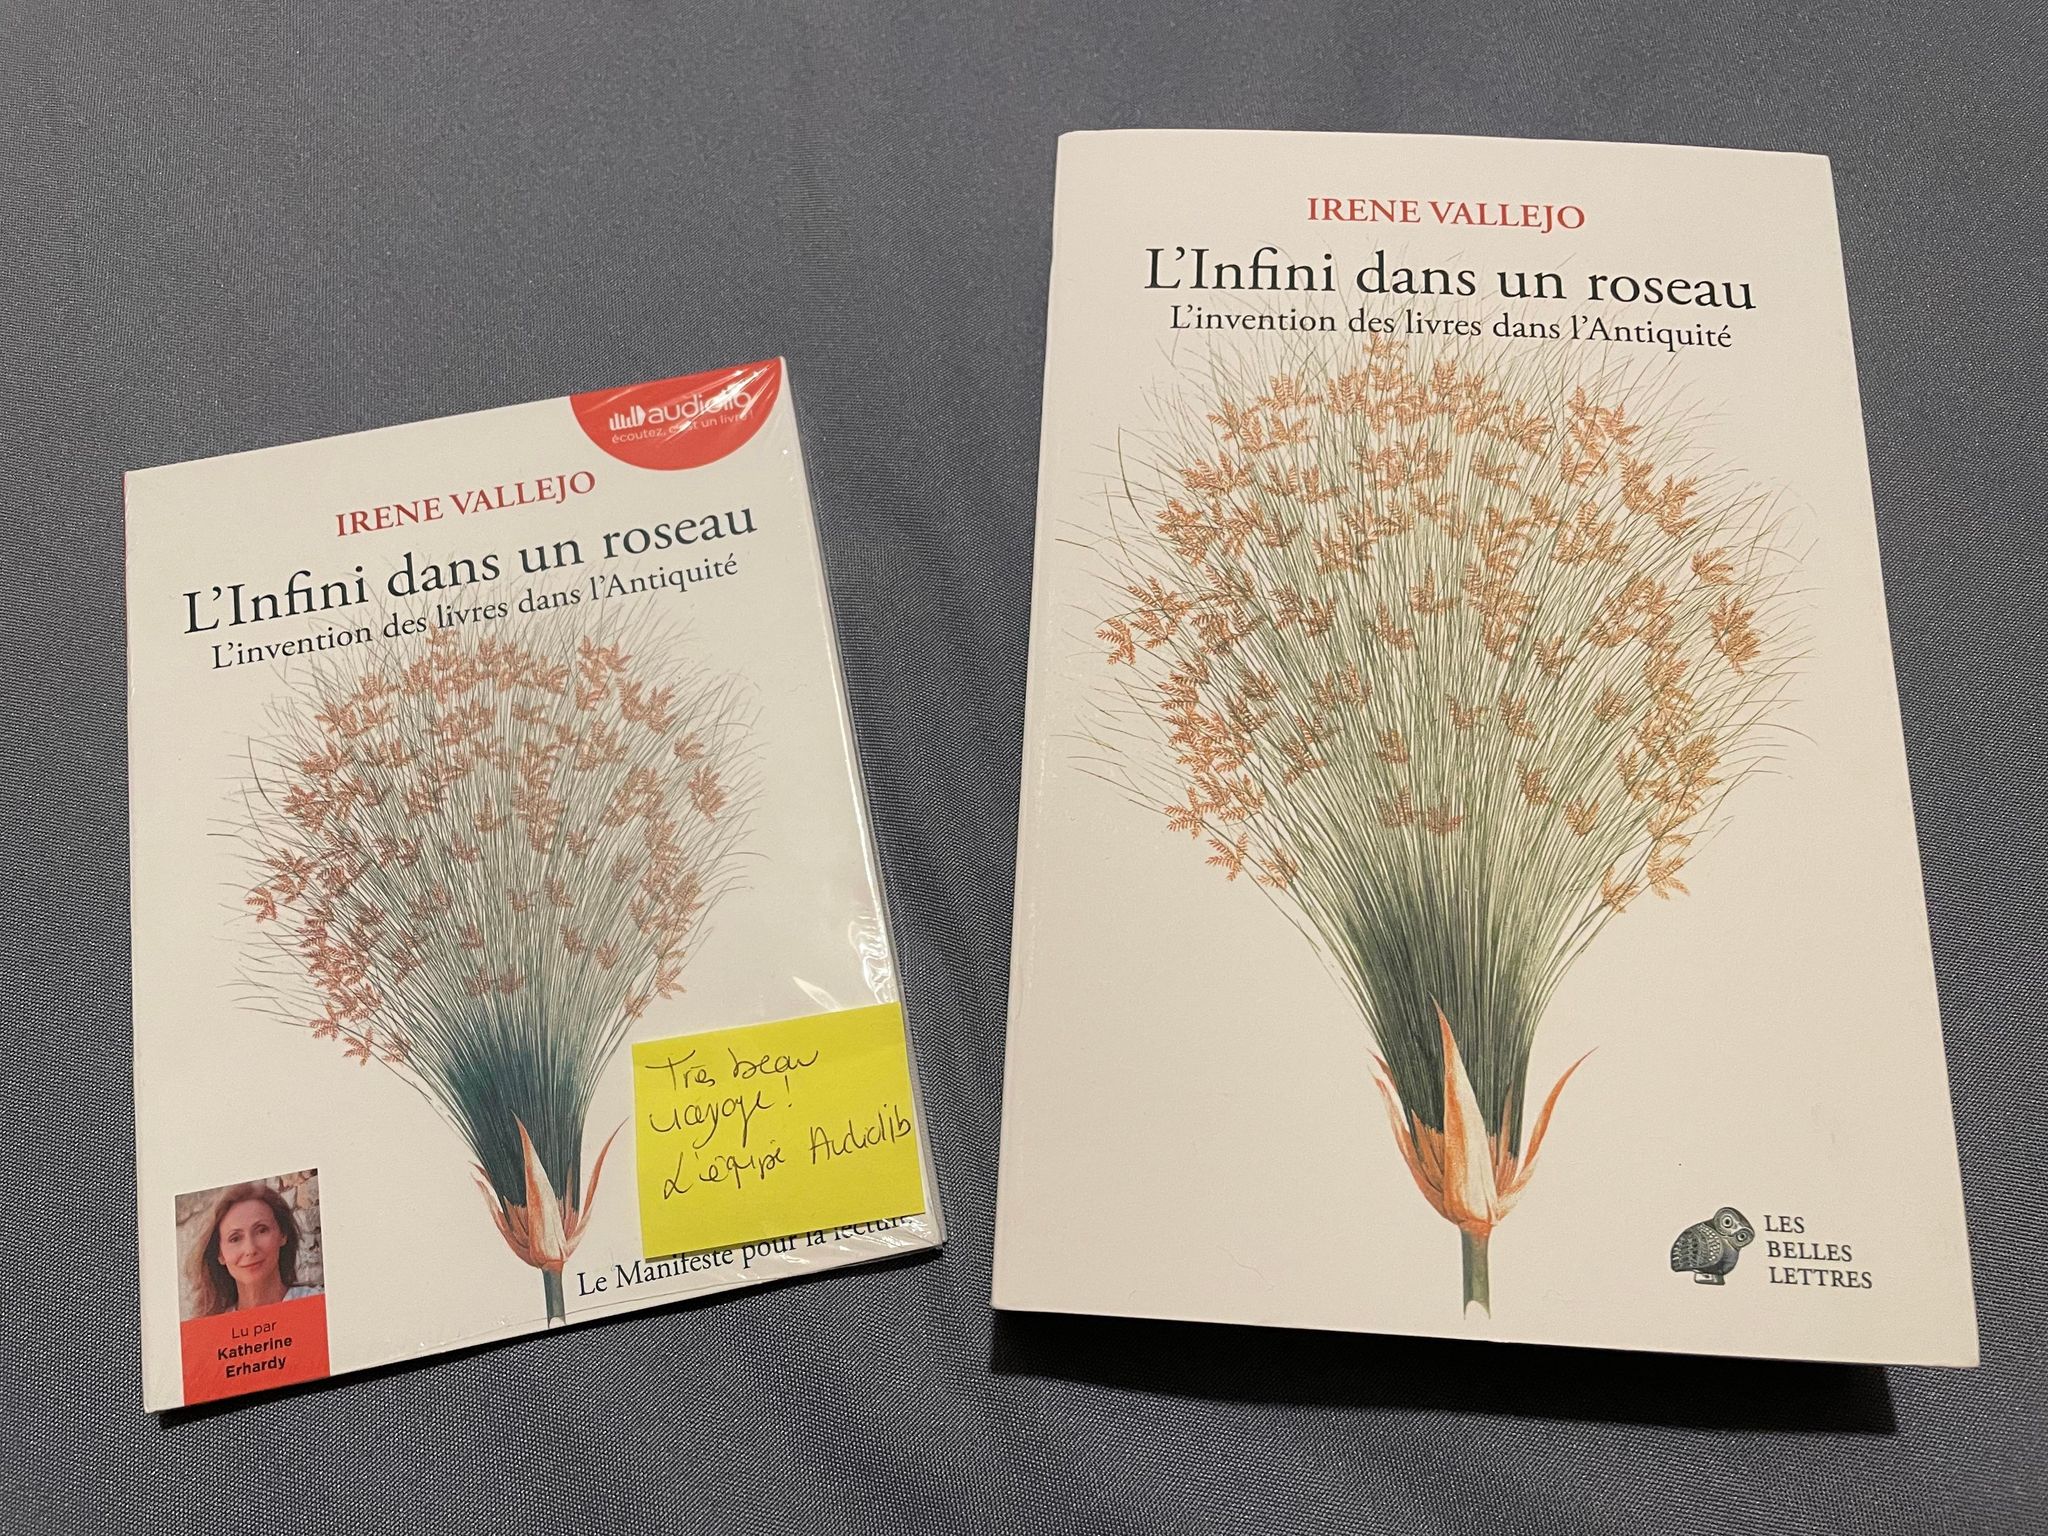 audiolib
écoutez, c'est un livre !
IRENE VALLEJO
L'Infini dans un roseau
L'invention des livres dans l'Antiquité
Très beau
voyage !
L'équipe Audiolib
Le Manifeste pour la lecture
Lu par
Katherine
Erhardy
IRENE VALLEJO
L'Infini dans un roseau
L'invention des livres dans l'Antiquité
LES
BELLES
LETTRES